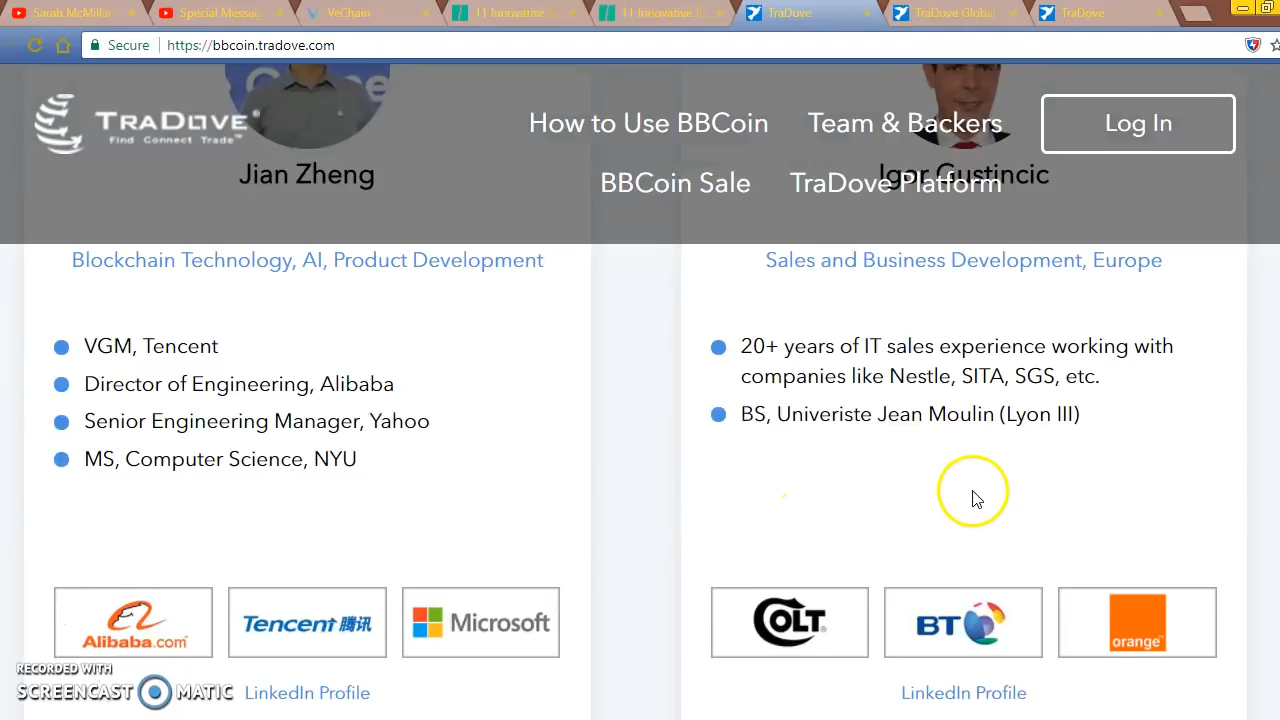 Sarah McMillan
Special Messag
VeChain
11 Innovative
11 Innovative
TraDove
TraDove Global
TraDove
Secure
https://bbcoin.tradove.com
TRADOVE®
Find Connect Trade™
How to Use BBCoin
Team & Backers
Log In
BBCoin Sale
TraDove Platform
Jian Zheng
Igor Gustincic
Blockchain Technology, AI, Product Development
Sales and Business Development, Europe
VGM, Tencent
Director of Engineering, Alibaba
Senior Engineering Manager, Yahoo
MS, Computer Science, NYU
20+ years of IT sales experience working with
companies like Nestle, SITA, SGS, etc.
BS, Univeriste Jean Moulin (Lyon III)
Alibaba.com
Tencent 腾讯
Microsoft
COLT
BT
orange™
LinkedIn Profile
LinkedIn Profile
RECORDED WITH
SCREENCAST MATIC